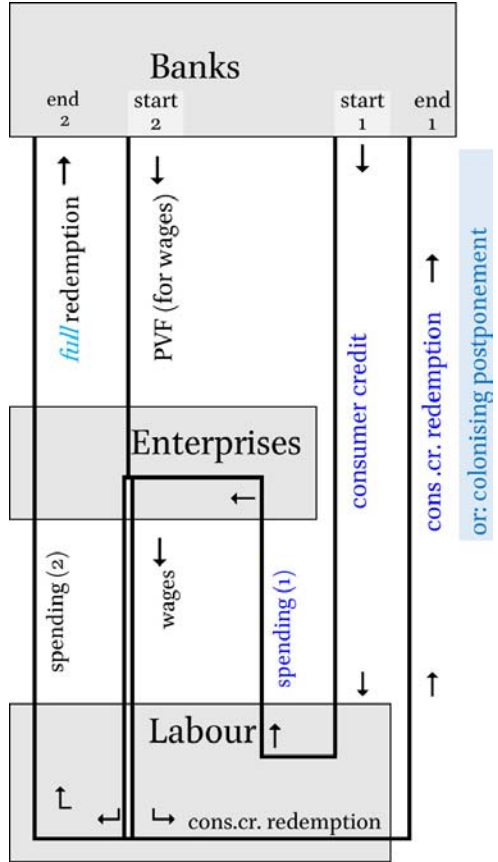 Banks
end
2
start
2
start
1
end
1
full redemption
PVF (for wages)
consumer credit
cons .cr. redemption
or: colonising postponement
Enterprises
spending (2)
wages
spending (1)
Labour
cons.cr. redemption